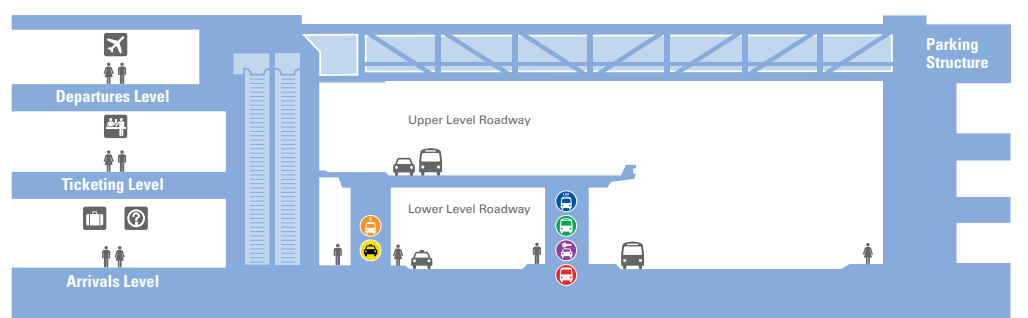 Parking
Structure
Departures Level
Upper Level Roadway
Ticketing Level
Lower Level Roadway
Arrivals Level